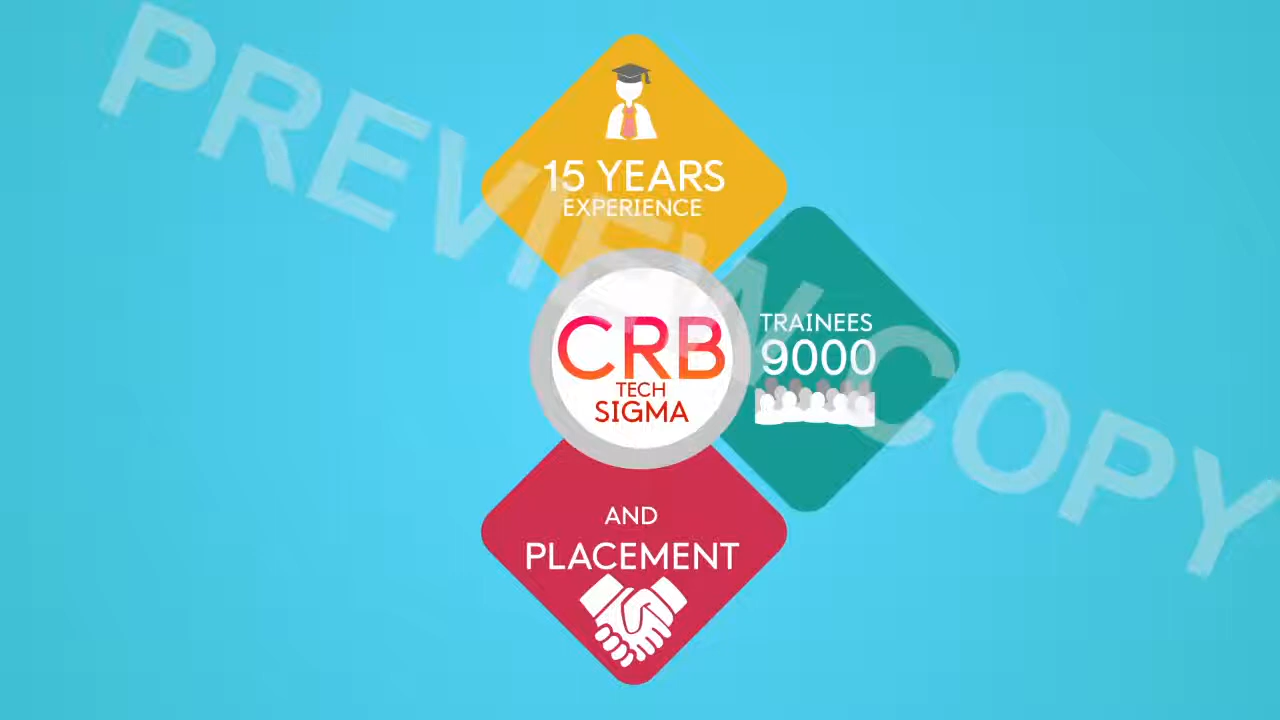 PREVIEW COPY
15 YEARS
EXPERIENCE
CRB
TECH
SIGMA
TRAINEES
9000
AND
PLACEMENT